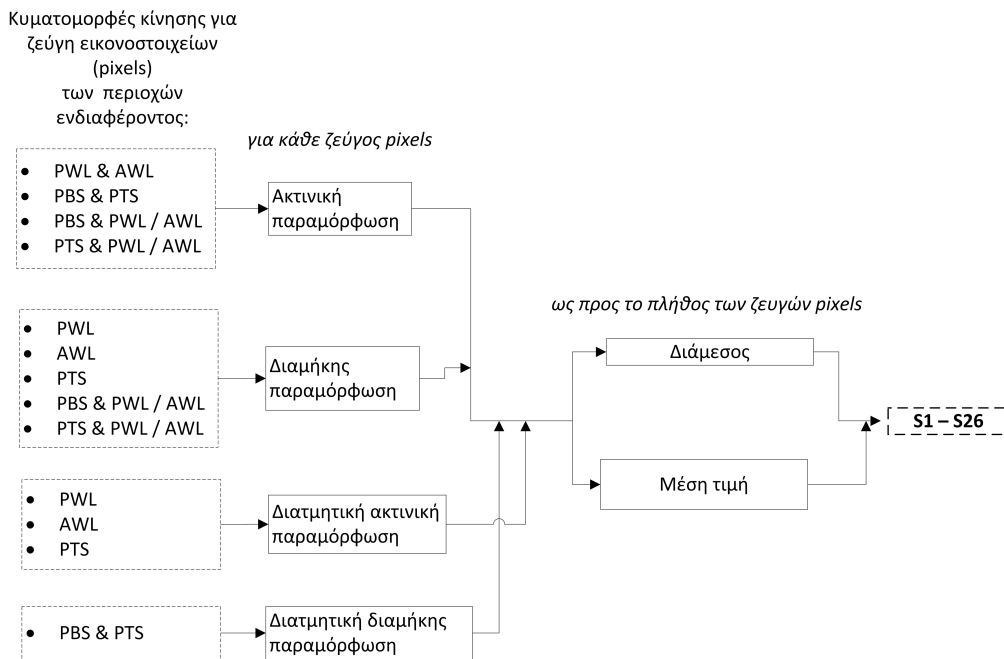 Κυματομορφές κίνησης για
ζεύγη εικονοστοιχείων
(pixels)
των περιοχών
ενδιαφέροντος:
για κάθε ζεύγος pixels
• PWL & AWL
• PBS & PTS
• PBS & PWL / AWL
• PTS & PWL / AWL
Ακτινική
παραμόρφωση
• PWL
• AWL
• PTS
• PBS & PWL / AWL
• PTS & PWL / AWL
Διαμήκης
παραμόρφωση
• PWL
• AWL
• PTS
Διατμητική ακτινική
παραμόρφωση
• PBS & PTS
Διατμητική διαμήκης
παραμόρφωση
ως προς το πλήθος των ζευγών pixels
Διάμεσος
Μέση τιμή
S1 – S26